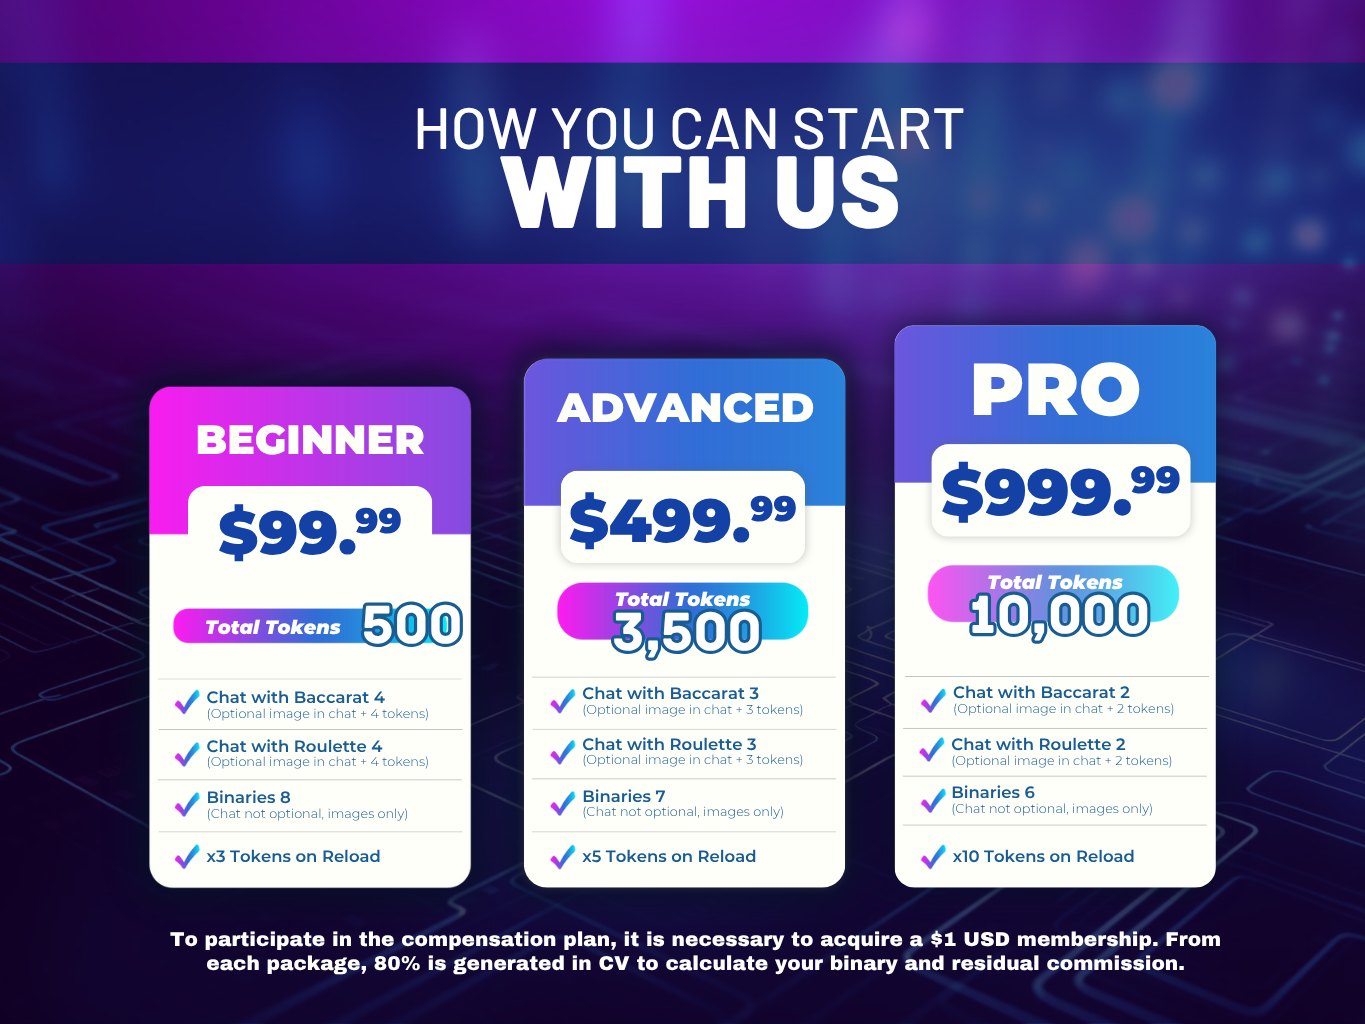 HOW YOU CAN START
WITH US
BEGINNER
$99.99
Total Tokens 500
Chat with Baccarat 4
(Optional image in chat + 4 tokens)
Chat with Roulette 4
(Optional image in chat + 4 tokens)
Binaries 8
(Chat not optional, images only)
x3 Tokens on Reload
ADVANCED
$499.99
Total Tokens
3,500
Chat with Baccarat 3
(Optional image in chat + 3 tokens)
Chat with Roulette 3
(Optional image in chat + 3 tokens)
Binaries 7
(Chat not optional, images only)
x5 Tokens on Reload
PRO
$999.99
Total Tokens
10,000
Chat with Baccarat 2
(Optional image in chat + 2 tokens)
Chat with Roulette 2
(Optional image in chat + 2 tokens)
Binaries 6
(Chat not optional, images only)
x10 Tokens on Reload
To participate in the compensation plan, it is necessary to acquire a $1 USD membership. From
each package, 80% is generated in CV to calculate your binary and residual commission.